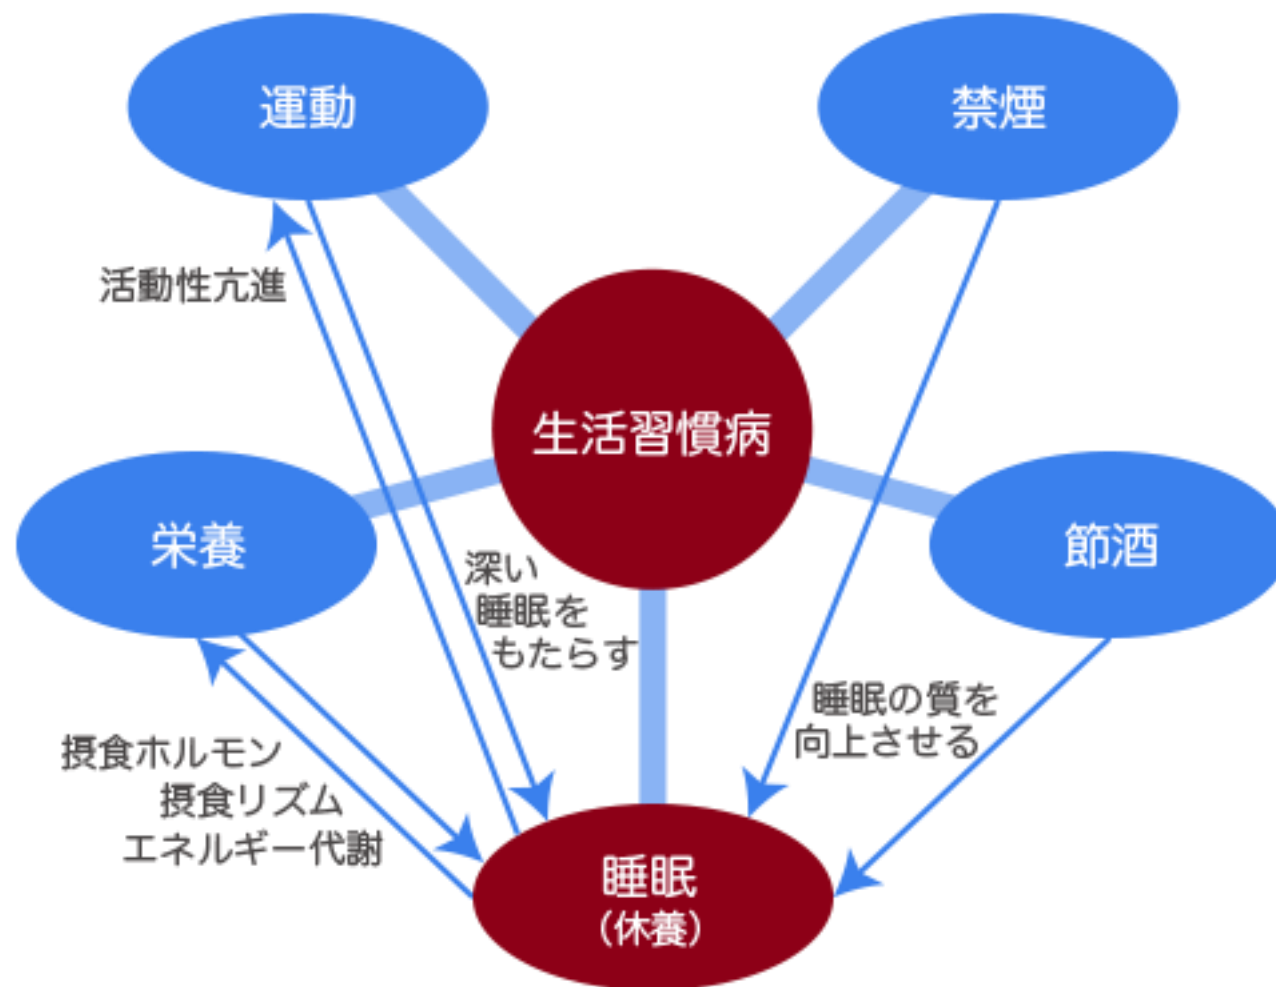 運動
禁煙
活動性亢進
生活習慣病
栄養
節酒
深い
睡眠を
もたらす
睡眠の質を
向上させる
摂食ホルモン
摂食リズム
エネルギー代謝
睡眠
（休養）